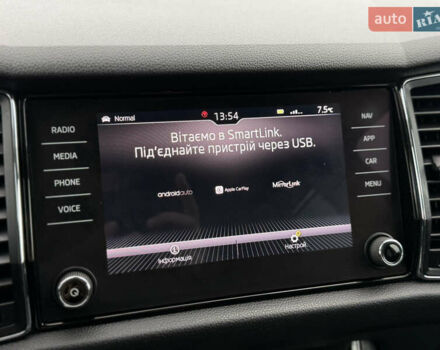 auto RIA
Normal 13:54 7.5°C
RADIO
MEDIA
PHONE
VOICE
Вітаємо в SmartLink.
Під'єднайте пристрій через USB.
androidauto Apple CarPlay MirrorLink
Інформація
Настрой
NAV
APP
CAR
MENU